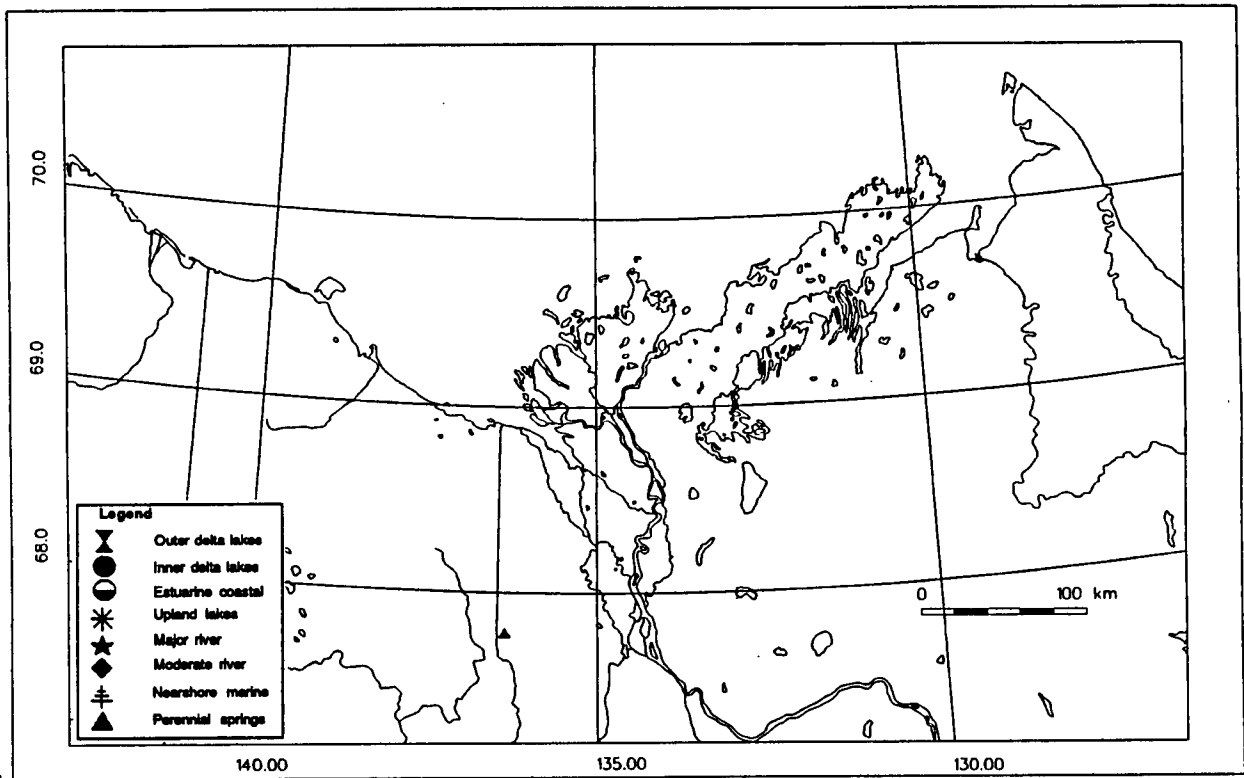 70.0
69.0
68.0
Legend
Outer delta lakes
Inner delta lakes
Estuarine coastal
Upland lakes
Major river
Moderate river
Nearshore marine
Perennial springs
0 100 km
140.00 135.00 130.00